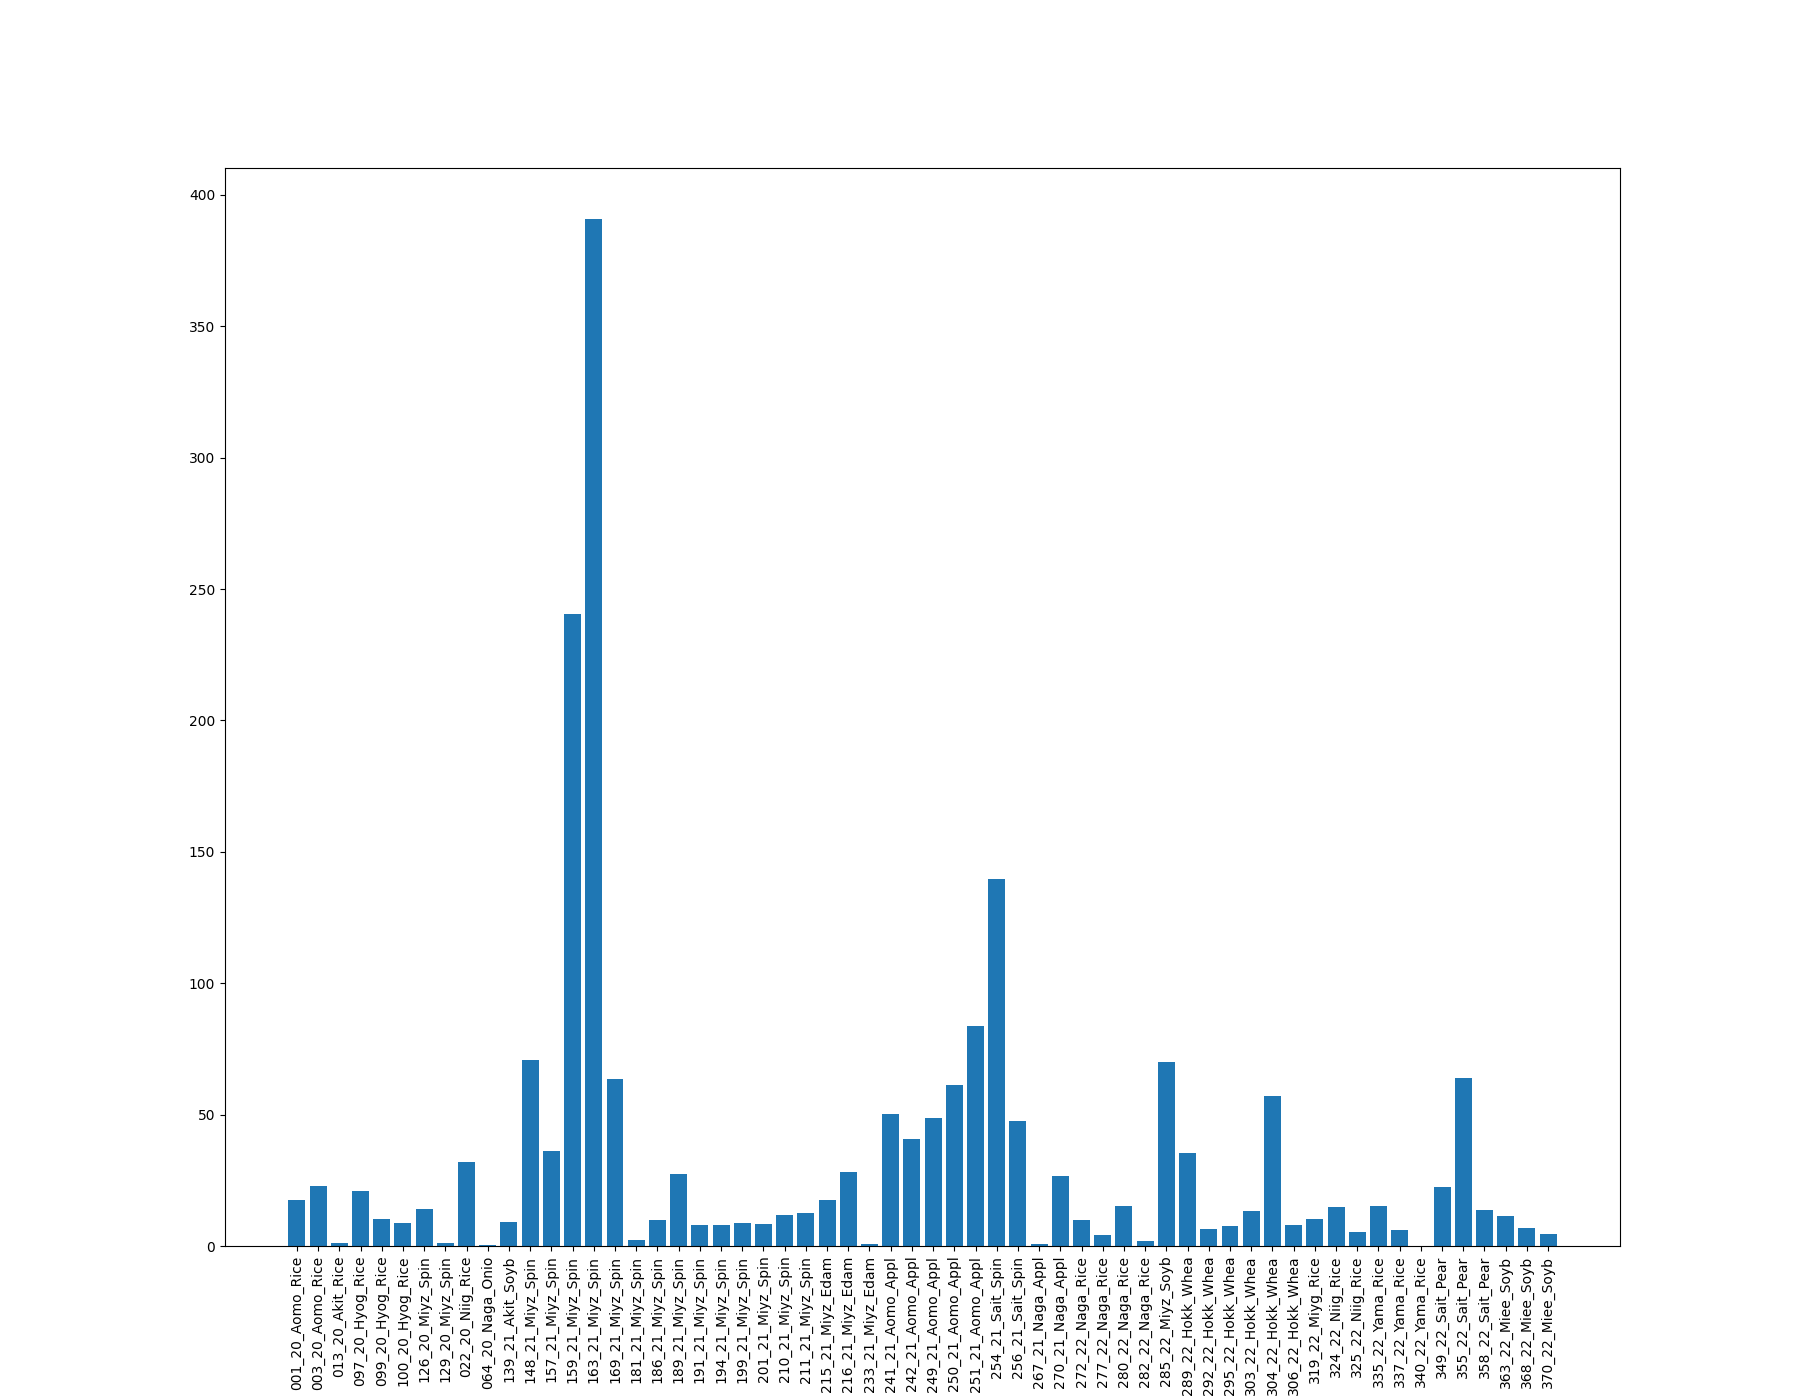 400
350
300
250
200
150
100
50
0
001_20_Aomo_Rice
003_20_Aomo_Rice
013_20_Akit_Rice
097_20_Hyog_Rice
099_20_Hyog_Rice
100_20_Hyog_Rice
126_20_Miyz_Spin
129_20_Miyz_Spin
022_20_Niig_Rice
064_20_Naga_Onio
139_21_Akit_Soyb
148_21_Miyz_Spin
157_21_Miyz_Spin
159_21_Miyz_Spin
163_21_Miyz_Spin
169_21_Miyz_Spin
181_21_Miyz_Spin
186_21_Miyz_Spin
189_21_Miyz_Spin
191_21_Miyz_Spin
194_21_Miyz_Spin
199_21_Miyz_Spin
201_21_Miyz_Spin
210_21_Miyz_Spin
211_21_Miyz_Spin
215_21_Miyz_Edam
216_21_Miyz_Edam
233_21_Miyz_Edam
241_21_Aomo_Appl
242_21_Aomo_Appl
249_21_Aomo_Appl
250_21_Aomo_Appl
251_21_Aomo_Appl
254_21_Sait_Spin
256_21_Sait_Spin
267_21_Naga_Appl
270_21_Naga_Appl
272_22_Naga_Rice
277_22_Naga_Rice
280_22_Naga_Rice
282_22_Naga_Rice
285_22_Miyz_Soyb
289_22_Hokk_Whea
292_22_Hokk_Whea
295_22_Hokk_Whea
303_22_Hokk_Whea
304_22_Hokk_Whea
306_22_Hokk_Whea
319_22_Miyg_Rice
324_22_Niig_Rice
325_22_Niig_Rice
335_22_Yama_Rice
337_22_Yama_Rice
340_22_Yama_Rice
349_22_Sait_Pear
355_22_Sait_Pear
358_22_Sait_Pear
363_22_Miee_Soyb
368_22_Miee_Soyb
370_22_Miee_Soyb